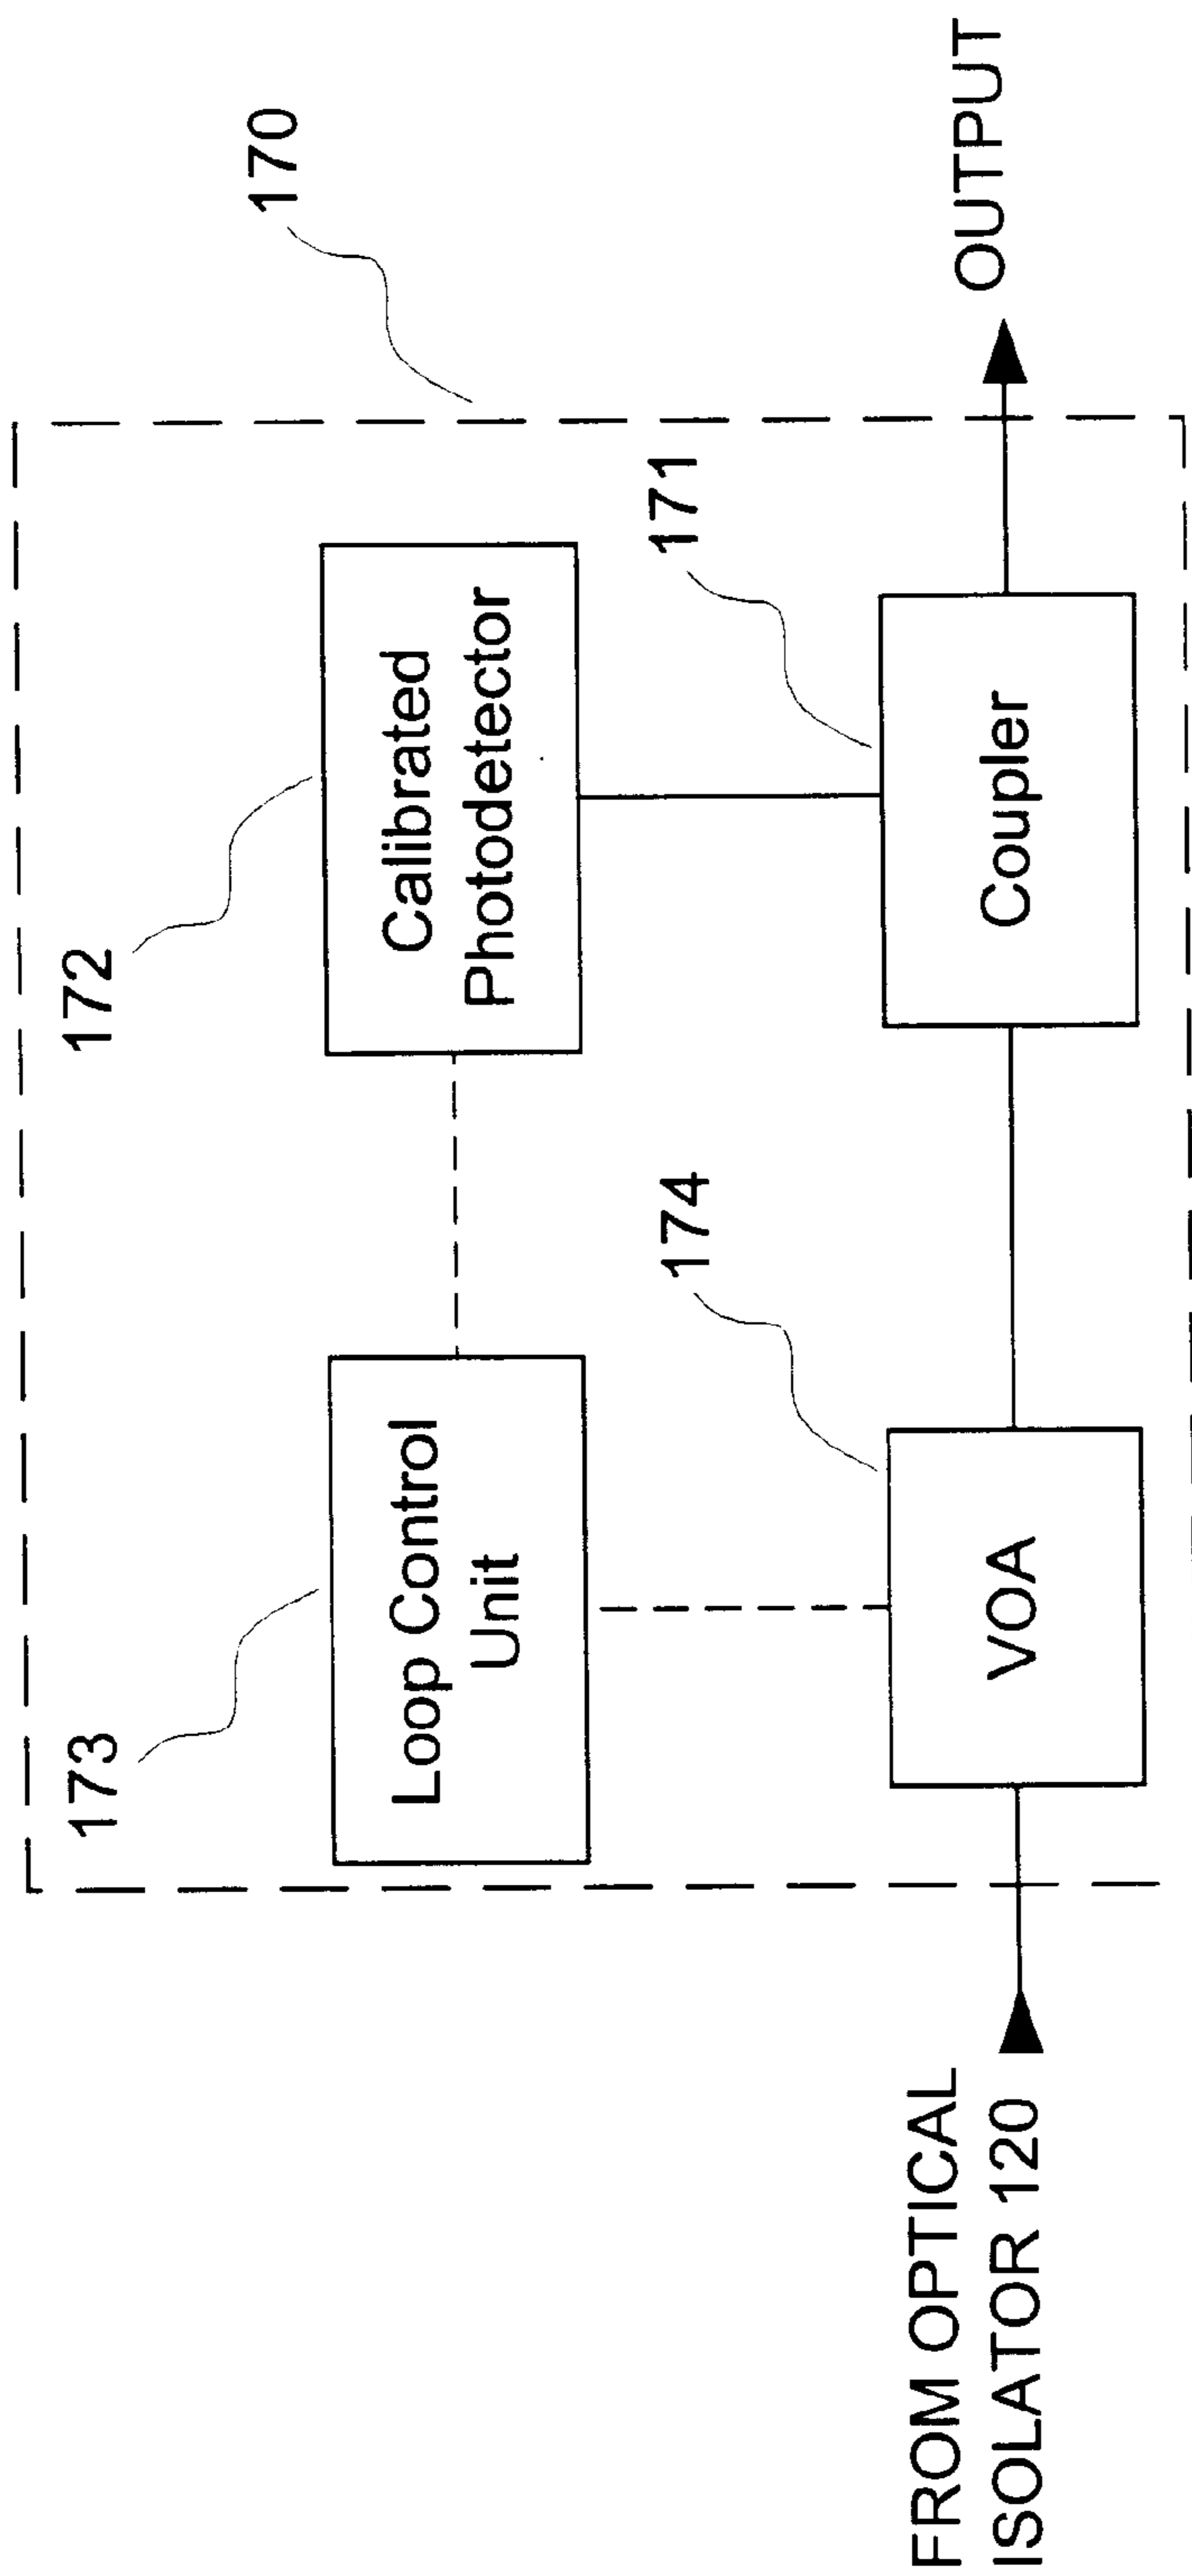 170
172
173
Calibrated
Photodetector
Loop Control
Unit
171
174
Coupler
VOA
OUTPUT
FROM OPTICAL
ISOLATOR 120